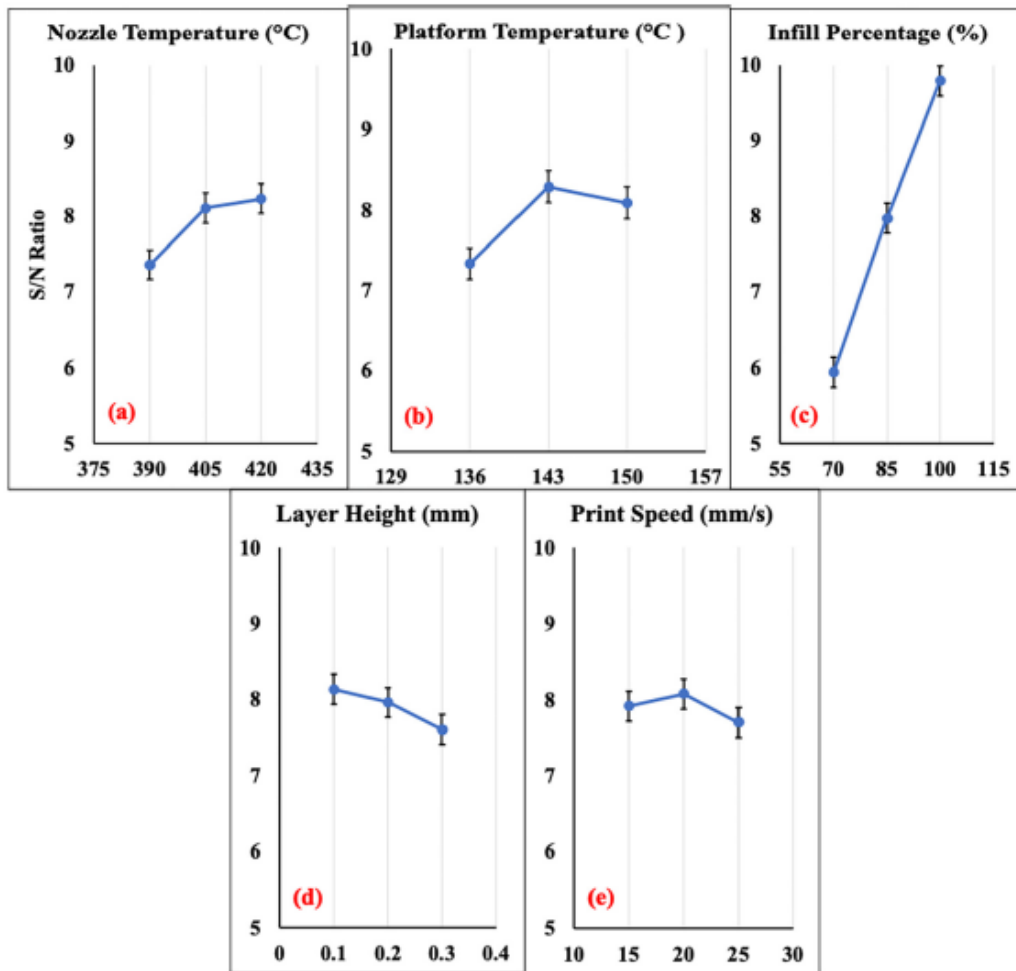 Nozzle Temperature (°C)
10
9
8
7
6
5
S/N Ratio
(a)
375 390 405 420 435
Platform Temperature (°C )
10
9
8
7
6
5
(b)
129 136 143 150 157
Infill Percentage (%)
10
9
8
7
6
5
(c)
55 70 85 100 115
Layer Height (mm)
10
9
8
7
6
5
(d)
0 0.1 0.2 0.3 0.4
Print Speed (mm/s)
10
9
8
7
6
5
(e)
10 15 20 25 30